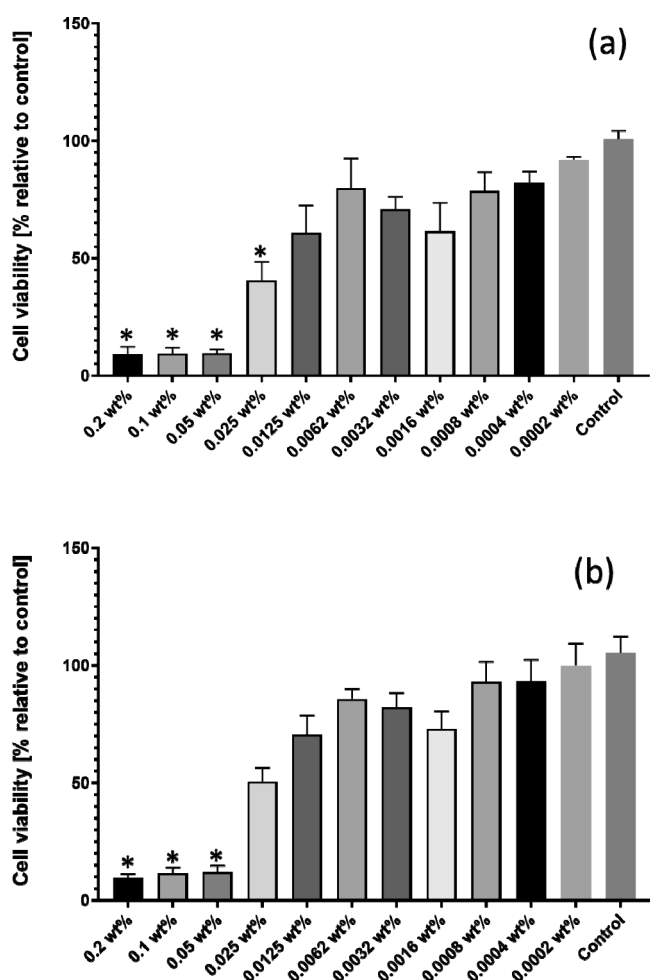 (a)
Cell viability [% relative to control]
150
100
50
0
* * * *
0.2 wt%
0.1 wt%
0.05 wt%
0.025 wt%
0.0125 wt%
0.0062 wt%
0.0032 wt%
0.0016 wt%
0.0008 wt%
0.0004 wt%
0.0002 wt%
Control
(b)
Cell viability [% relative to control]
150
100
50
0
* * *
0.2 wt%
0.1 wt%
0.05 wt%
0.025 wt%
0.0125 wt%
0.0062 wt%
0.0032 wt%
0.0016 wt%
0.0008 wt%
0.0004 wt%
0.0002 wt%
Control